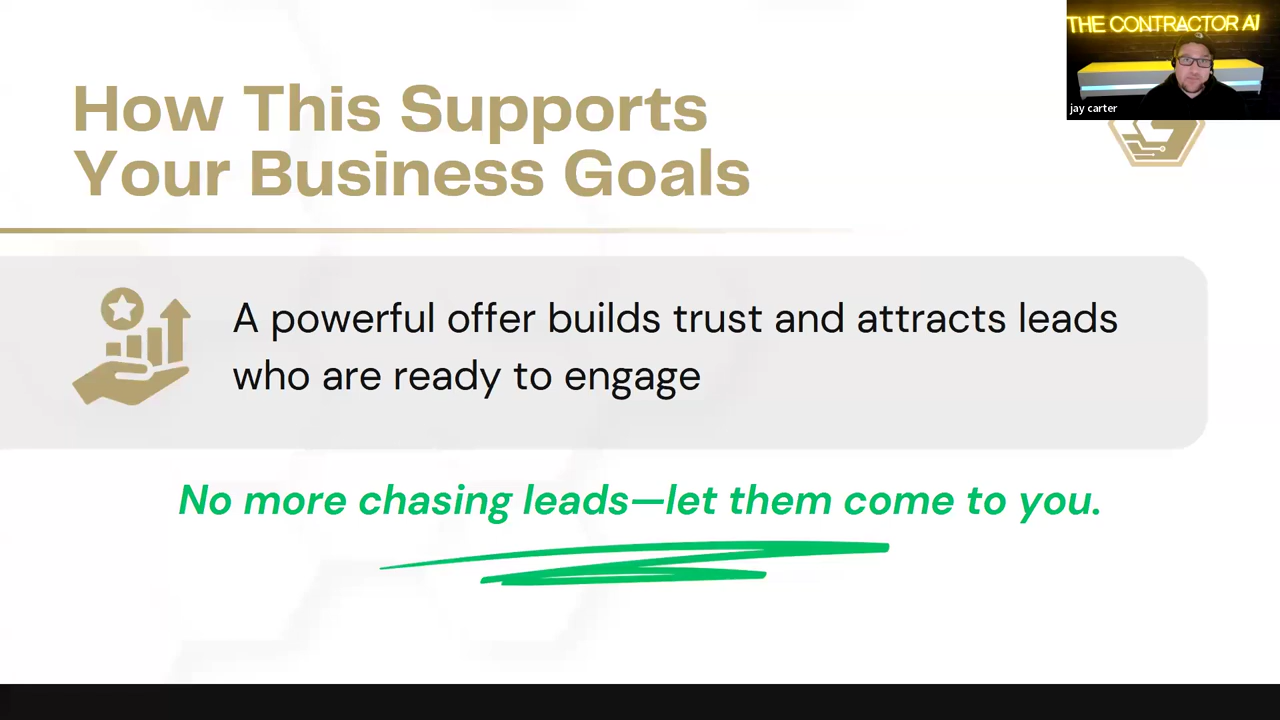 THE CONTRACTOR AI
jay carter
How This Supports
Your Business Goals
A powerful offer builds trust and attracts leads
who are ready to engage
No more chasing leads—let them come to you.